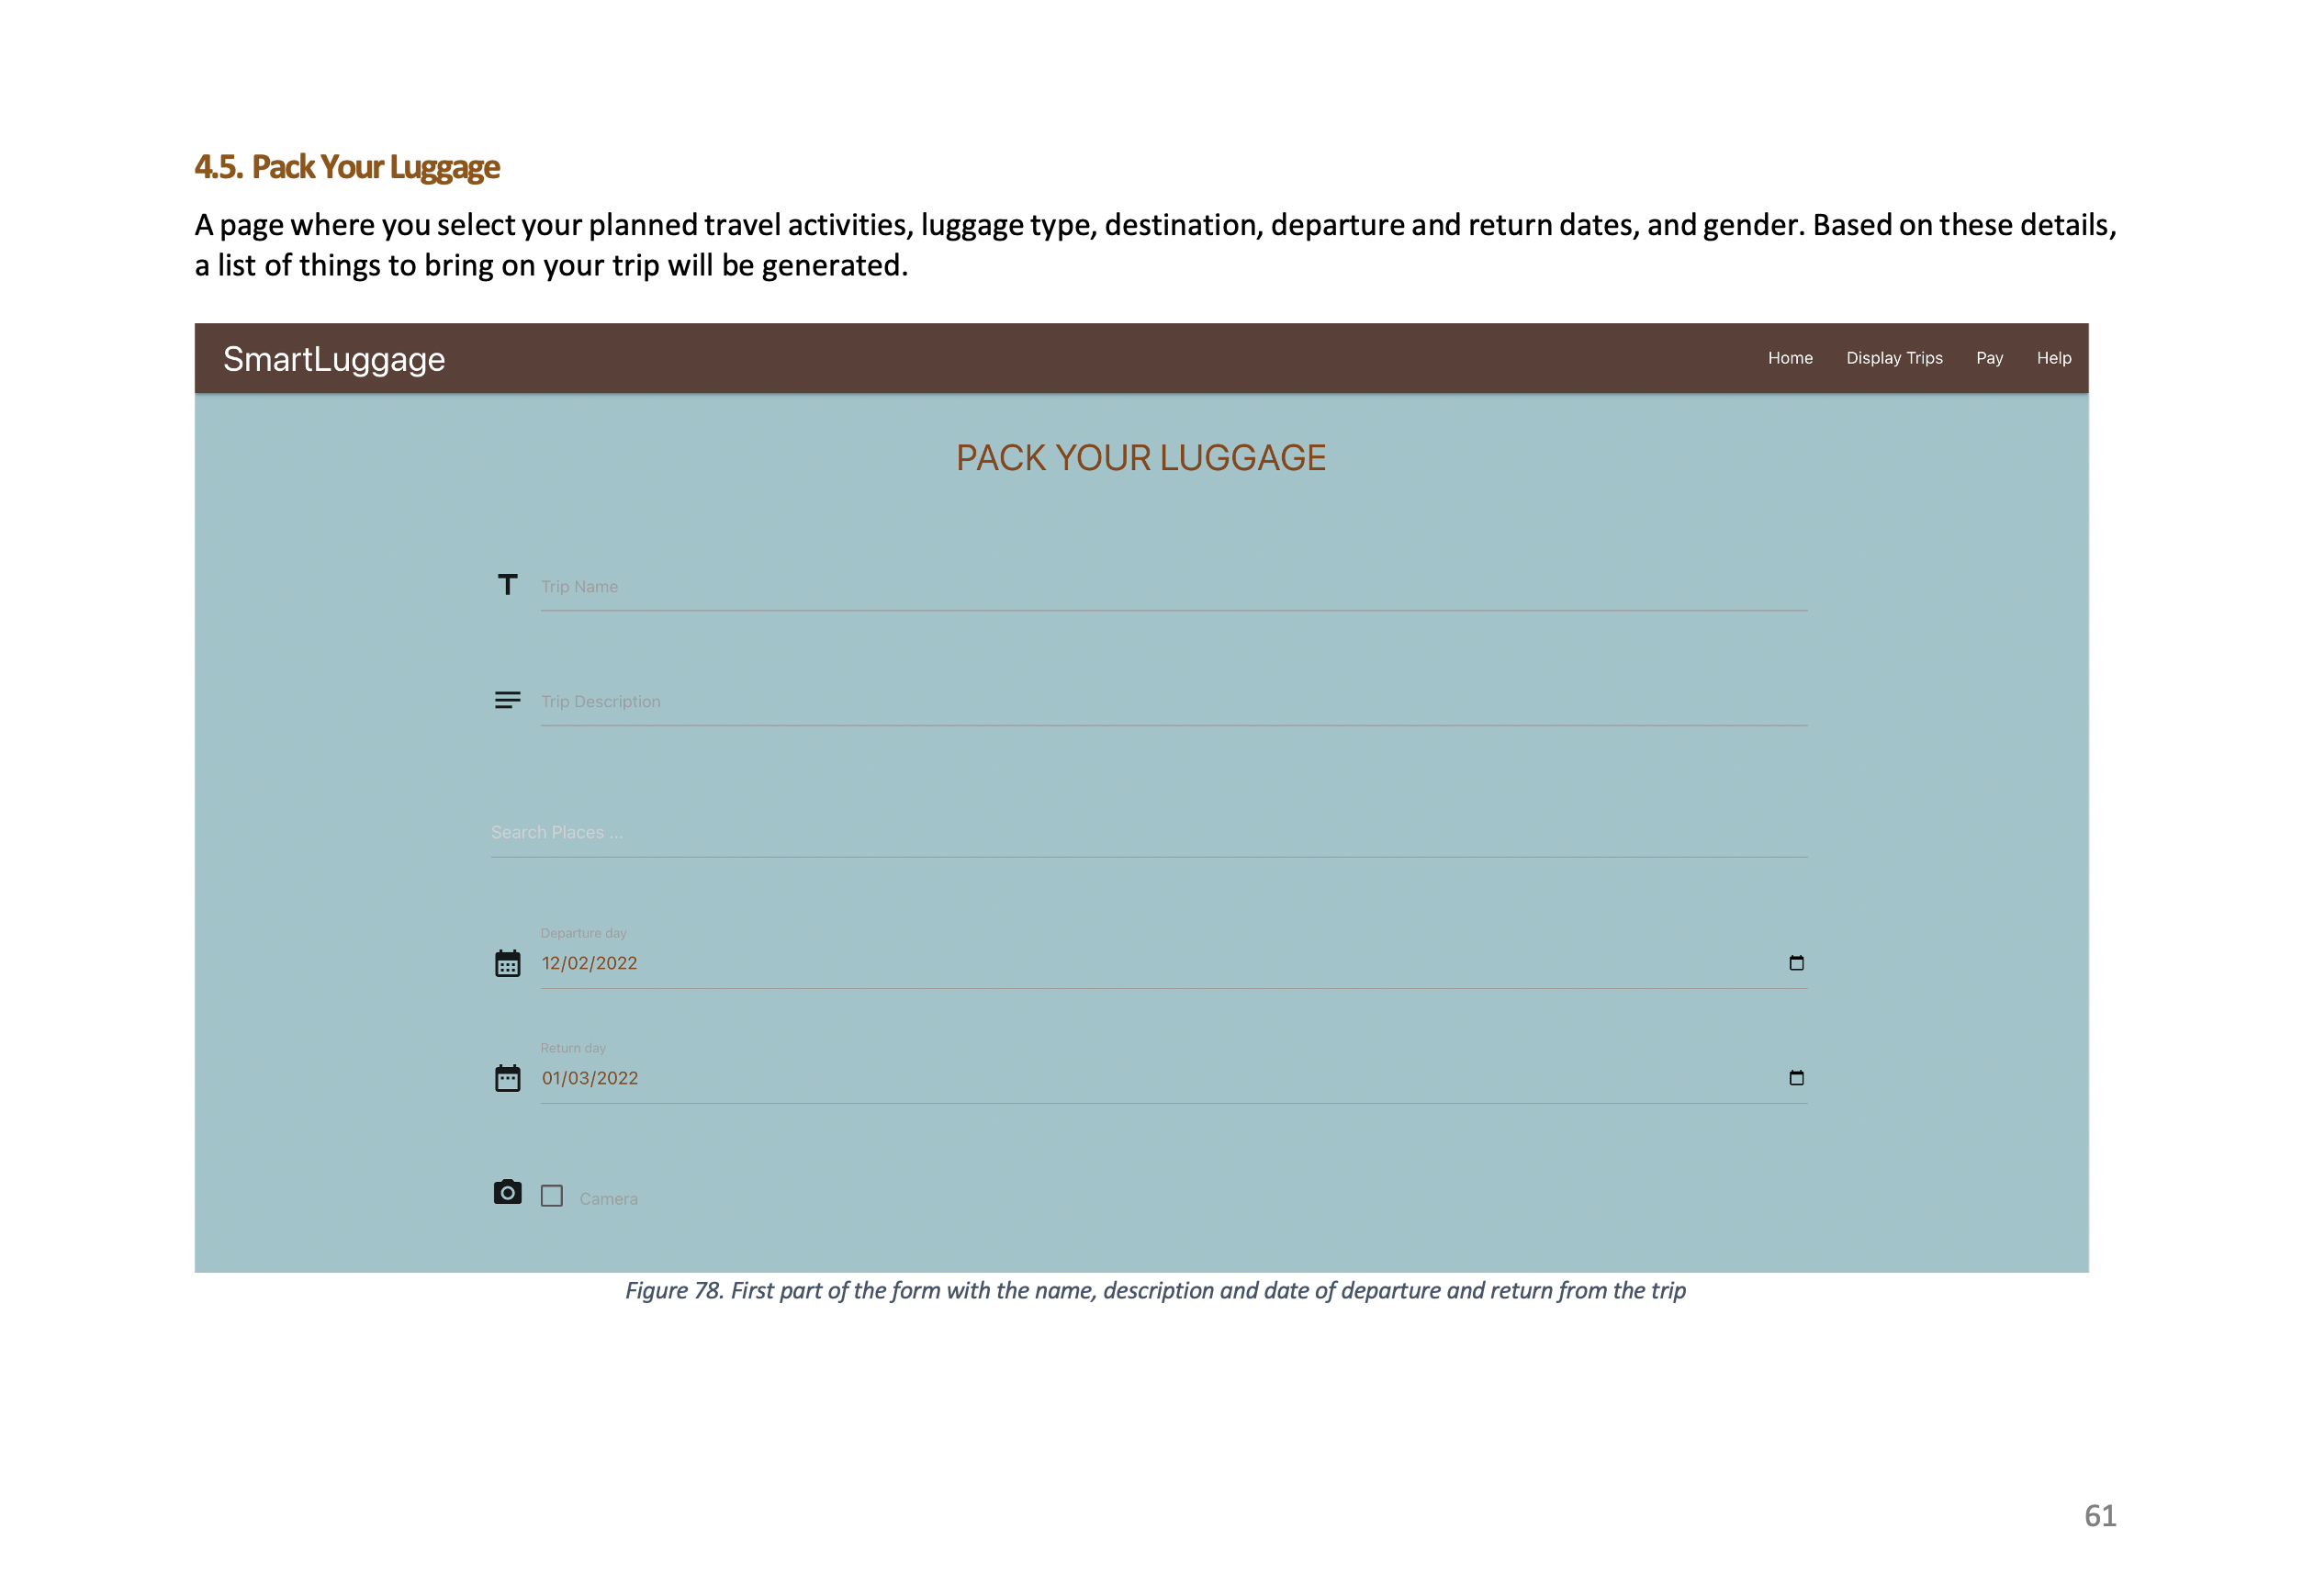 4.5. Pack Your Luggage
A page where you select your planned travel activities, luggage type, destination, departure and return dates, and gender. Based on these details,
a list of things to bring on your trip will be generated.
SmartLuggage Home Display Trips Pay Help
PACK YOUR LUGGAGE
T Trip Name
Trip Description
Search Places ...
Departure day
12/02/2022
Return day
01/03/2022
Camera
Figure 78. First part of the form with the name, description and date of departure and return from the trip
61